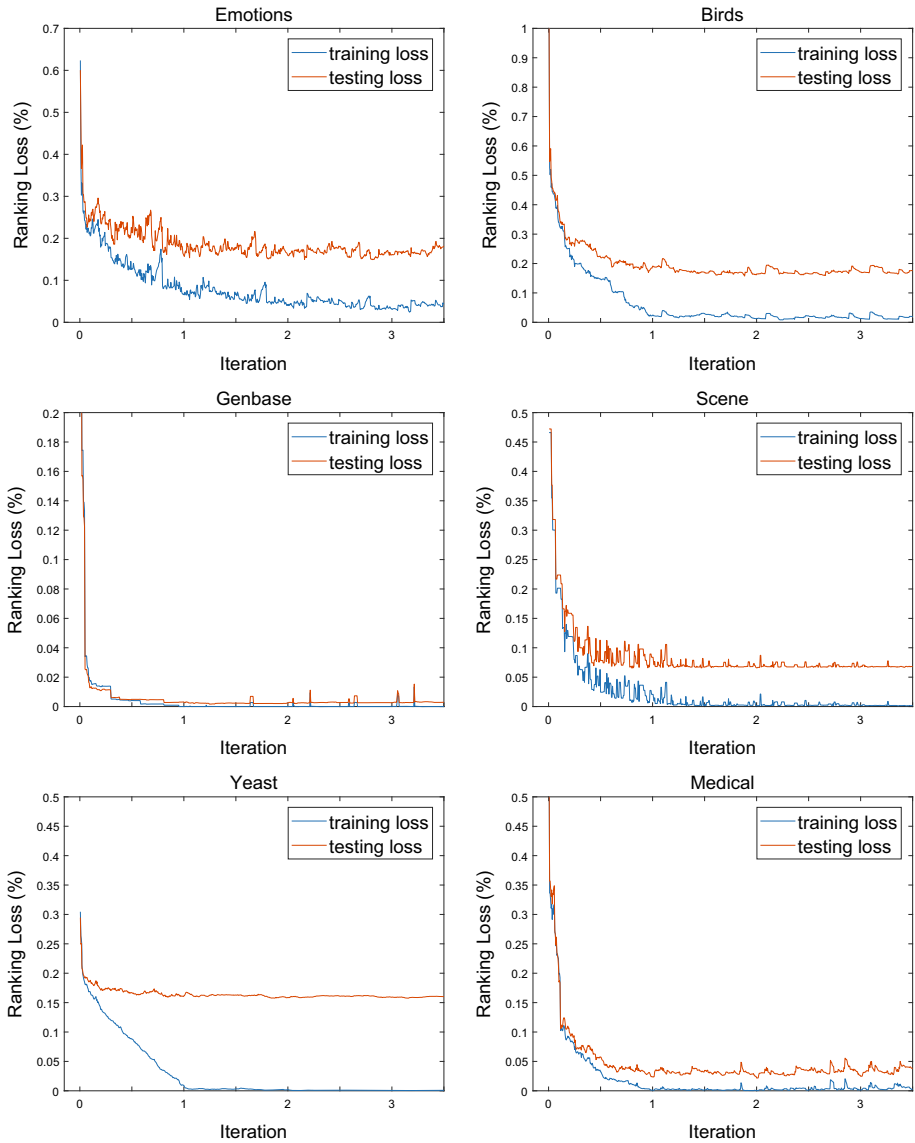 Emotions
0.7
0.6
0.5
0.4
0.3
0.2
0.1
0
Ranking Loss (%)
training loss
testing loss
0 1 2 3
Iteration
Birds
1
0.9
0.8
0.7
0.6
0.5
0.4
0.3
0.2
0.1
0
Ranking Loss (%)
training loss
testing loss
0 1 2 3
Iteration
Genbase
0.2
0.18
0.16
0.14
0.12
0.1
0.08
0.06
0.04
0.02
0
Ranking Loss (%)
training loss
testing loss
0 1 2 3
Iteration
Scene
0.5
0.45
0.4
0.35
0.3
0.25
0.2
0.15
0.1
0.05
0
Ranking Loss (%)
training loss
testing loss
0 1 2 3
Iteration
Yeast
0.5
0.45
0.4
0.35
0.3
0.25
0.2
0.15
0.1
0.05
0
Ranking Loss (%)
training loss
testing loss
0 1 2 3
Iteration
Medical
0.5
0.45
0.4
0.35
0.3
0.25
0.2
0.15
0.1
0.05
0
Ranking Loss (%)
training loss
testing loss
0 1 2 3
Iteration